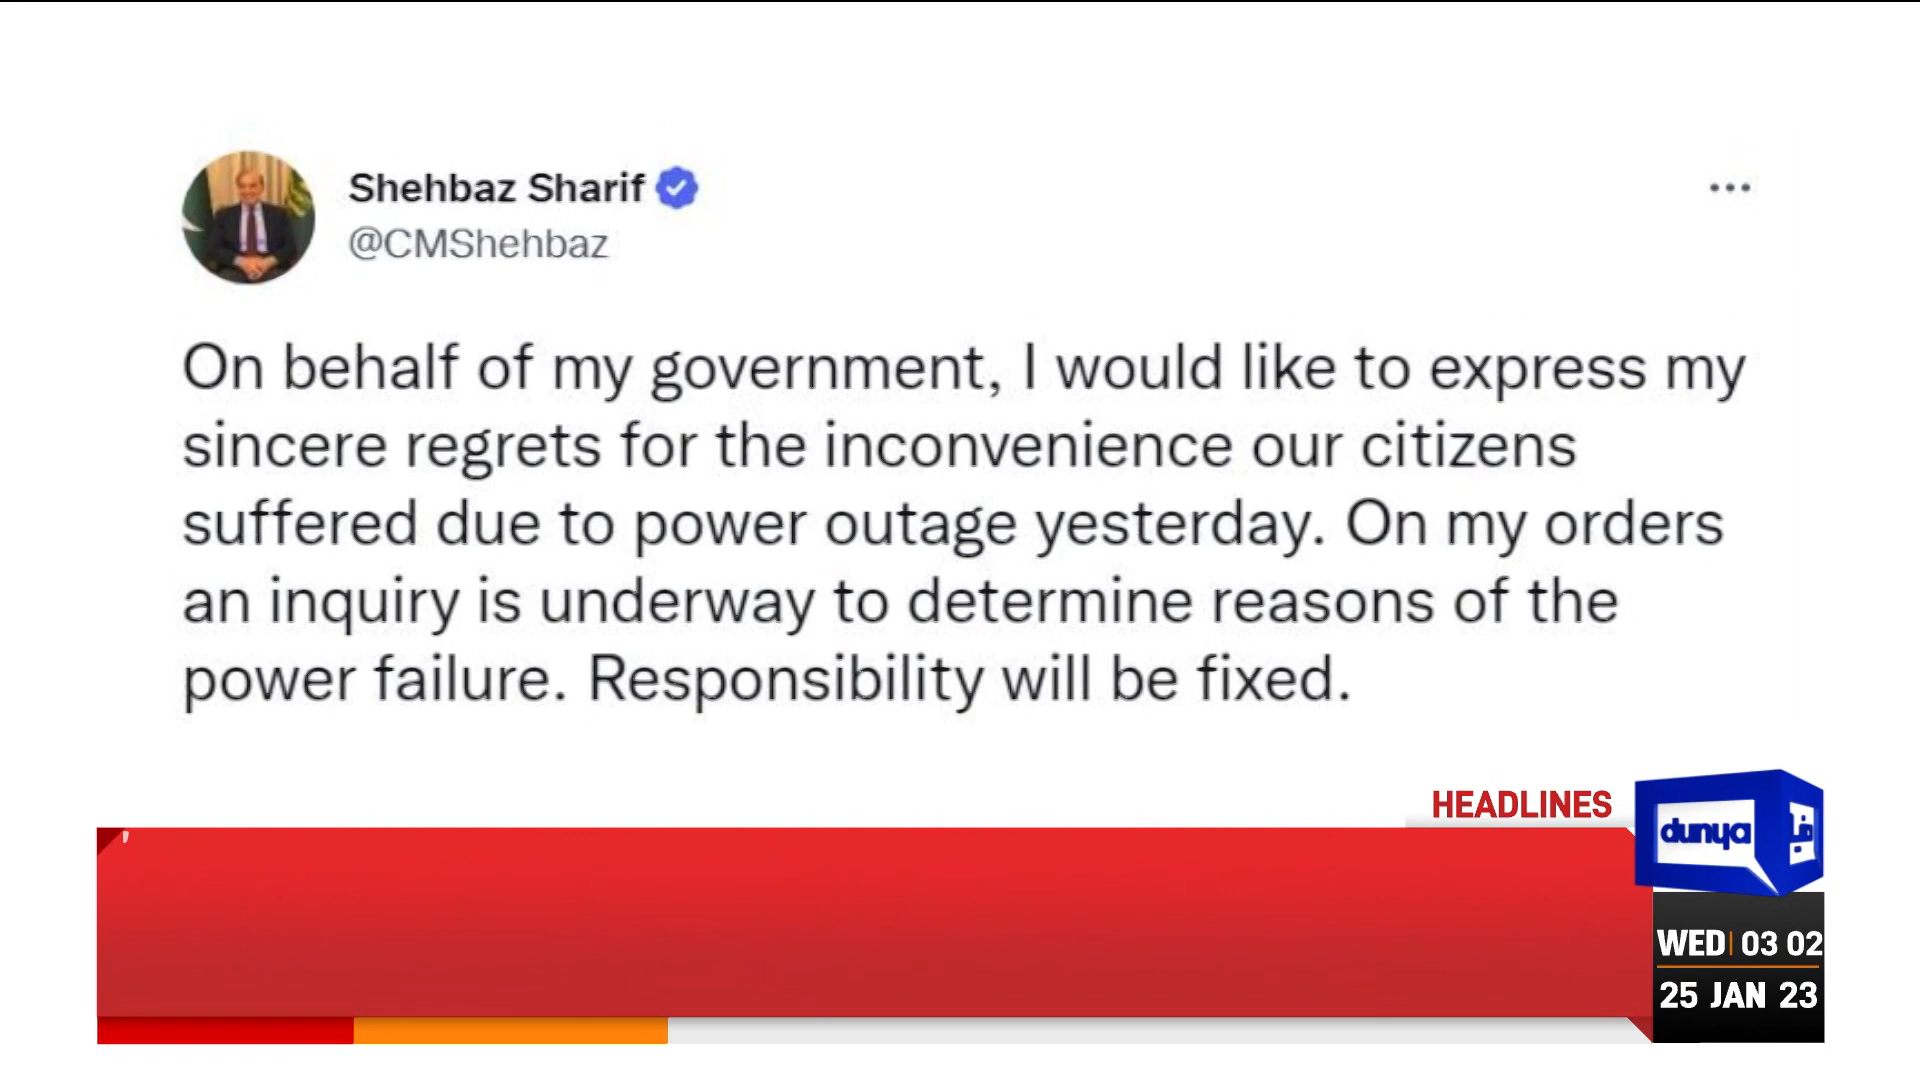 Shehbaz Sharif
@CMShehbaz
On behalf of my government, I would like to express my
sincere regrets for the inconvenience our citizens
suffered due to power outage yesterday. On my orders
an inquiry is underway to determine reasons of the
power failure. Responsibility will be fixed.
HEADLINES
dunya
WED 03 02
25 JAN 23